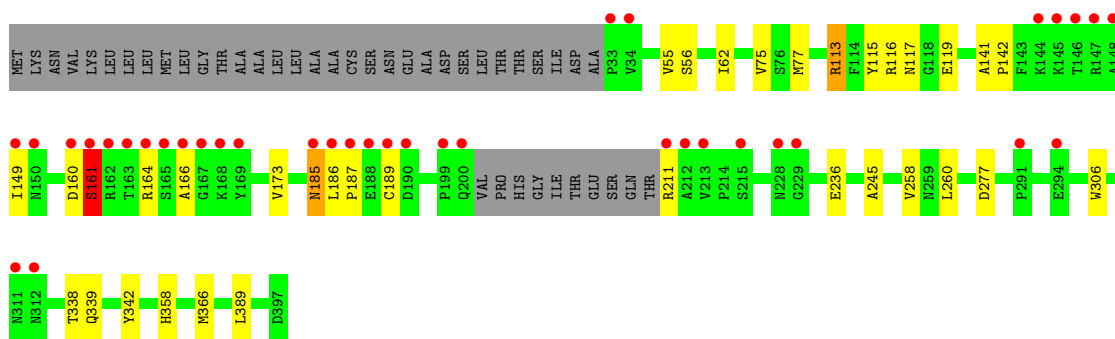 MET LYS ASN VAL LYS LEU LEU LEU MET LEU GLY THR ALA ALA LEU LEU ALA ALA CYS SER ASN GLU ALA ASP SER LEU THR THR SER ILE ASP ALA P33 V34 V55 S56 I62 V75 S76 M77 R113 F114 Y115 R116 N117 G118 E119 A141 P142 F143 K144 K145 T146 R147 A148
I149 N150 D160 S161 R162 T163 R164 S165 A166 G167 K168 Y169 V173 N185 L186 P187 E188 C189 D190 P199 Q200 VAL PRO HIS GLY ILE THR GLU SER GLN THR R211 A212 V213 P214 S215 N228 G229 E236 A245 V258 N259 L260 D277 P291 E294 W306
N311 N312 T338 Q339 Y342 H358 M366 L389 D397